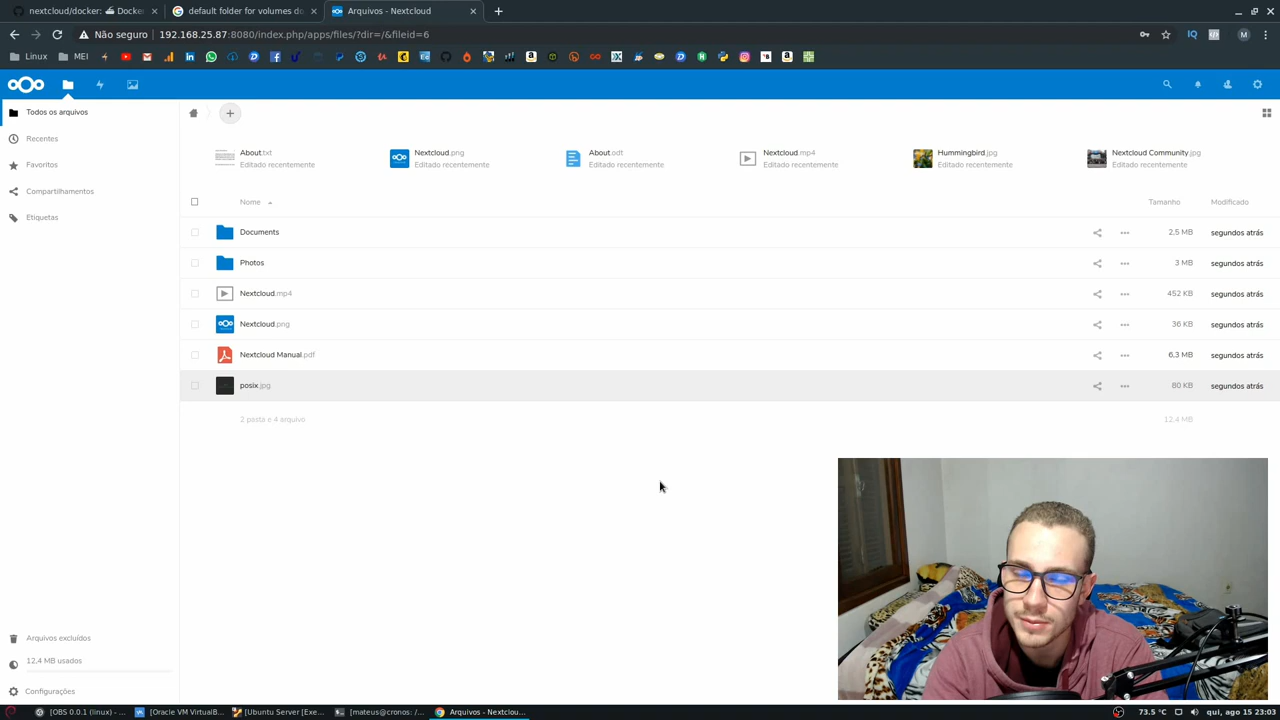 nextcloud/docker: Docker
default folder for volumes do
Arquivos - Nextcloud
Não seguro
192.168.25.87:8080/index.php/apps/files/?dir=/&fileid=6
Linux
MEI
Todos os arquivos
Recentes
Favoritos
Compartilhamentos
Etiquetas
About.txt
Editado recentemente
Nextcloud.png
Editado recentemente
About.odt
Editado recentemente
Nextcloud.mp4
Editado recentemente
Hummingbird.jpg
Editado recentemente
Nextcloud Community.jpg
Editado recentemente
Nome
Tamanho
Modificado
Documents
2,5 MB
segundos atrás
Photos
3 MB
segundos atrás
Nextcloud.mp4
452 KB
segundos atrás
Nextcloud.png
36 KB
segundos atrás
Nextcloud Manual.pdf
6,3 MB
segundos atrás
posix.jpg
80 KB
segundos atrás
2 pasta e 4 arquivo
12,4 MB
Arquivos excluídos
12,4 MB usados
Configurações
[OBS 0.0.1 (linux) - ...
[Oracle VM VirtualB...
[Ubuntu Server [Exe...
[mateus@cronos: /...
Arquivos - Nextclou...
73.5 °C
qui, ago 15 23:03